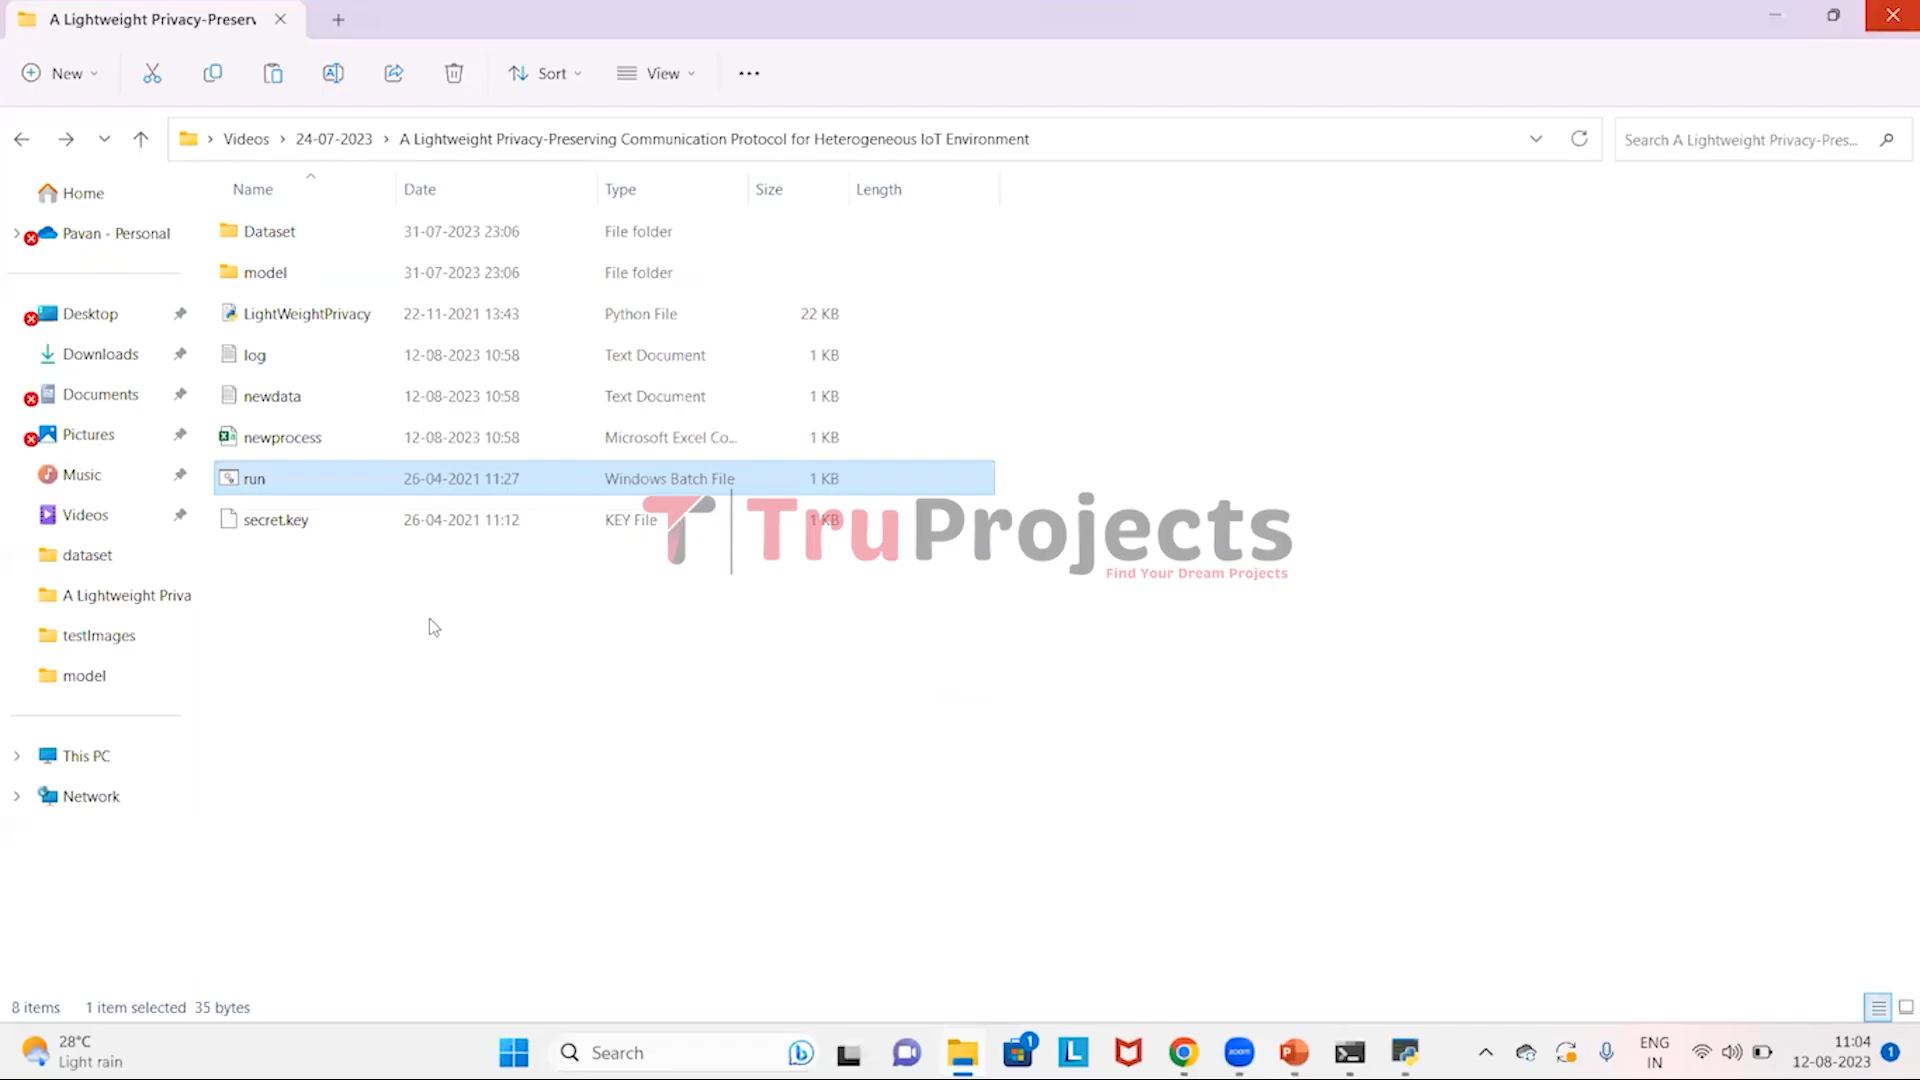 A Lightweight Privacy-Preserv
New
Sort
View
Videos
24-07-2023
A Lightweight Privacy-Preserving Communication Protocol for Heterogeneous IoT Environment
Search A Lightweight Privacy-Pres...
Home
Pavan - Personal
Desktop
Downloads
Documents
Pictures
Music
Videos
dataset
A Lightweight Priva
testImages
model
This PC
Network
Name Date Type Size Length
Dataset 31-07-2023 23:06 File folder
model 31-07-2023 23:06 File folder
LightWeightPrivacy 22-11-2021 13:43 Python File 22 KB
log 12-08-2023 10:58 Text Document 1 KB
newdata 12-08-2023 10:58 Text Document 1 KB
newprocess 12-08-2023 10:58 Microsoft Excel Co... 1 KB
run 26-04-2021 11:27 Windows Batch File 1 KB
secret.key 26-04-2021 11:12 KEY File 1 KB
TruProjects
Find Your Dream Projects
8 items 1 item selected 35 bytes
28°C
Light rain
Search
1
L
zoom
ENG
IN
11:04
12-08-2023
1